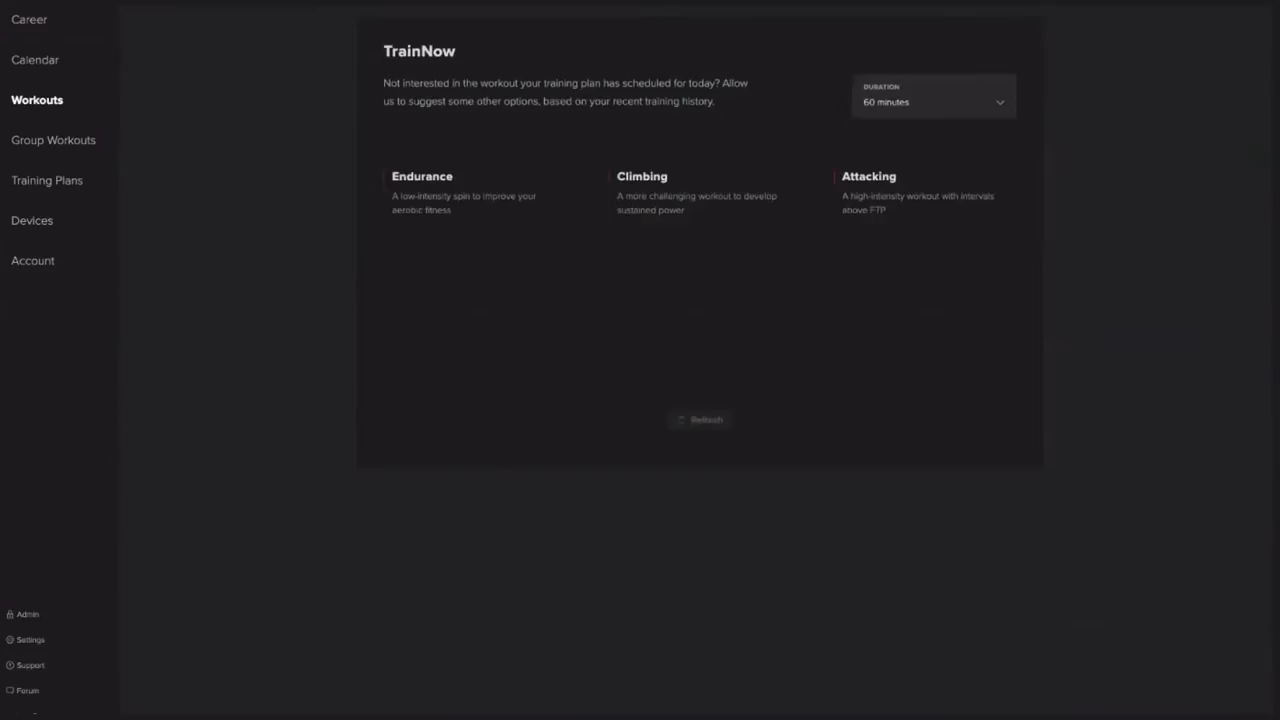 Career
Calendar
Workouts
Group Workouts
Training Plans
Devices
Account
Admin
Settings
Support
Forum
TrainNow
Not interested in the workout your training plan has scheduled for today? Allow
us to suggest some other options, based on your recent training history.
DURATION
60 minutes
Endurance
A low-intensity spin to improve your
aerobic fitness
Climbing
A more challenging workout to develop
sustained power
Attacking
A high-intensity workout with intervals
above FTP
Refresh